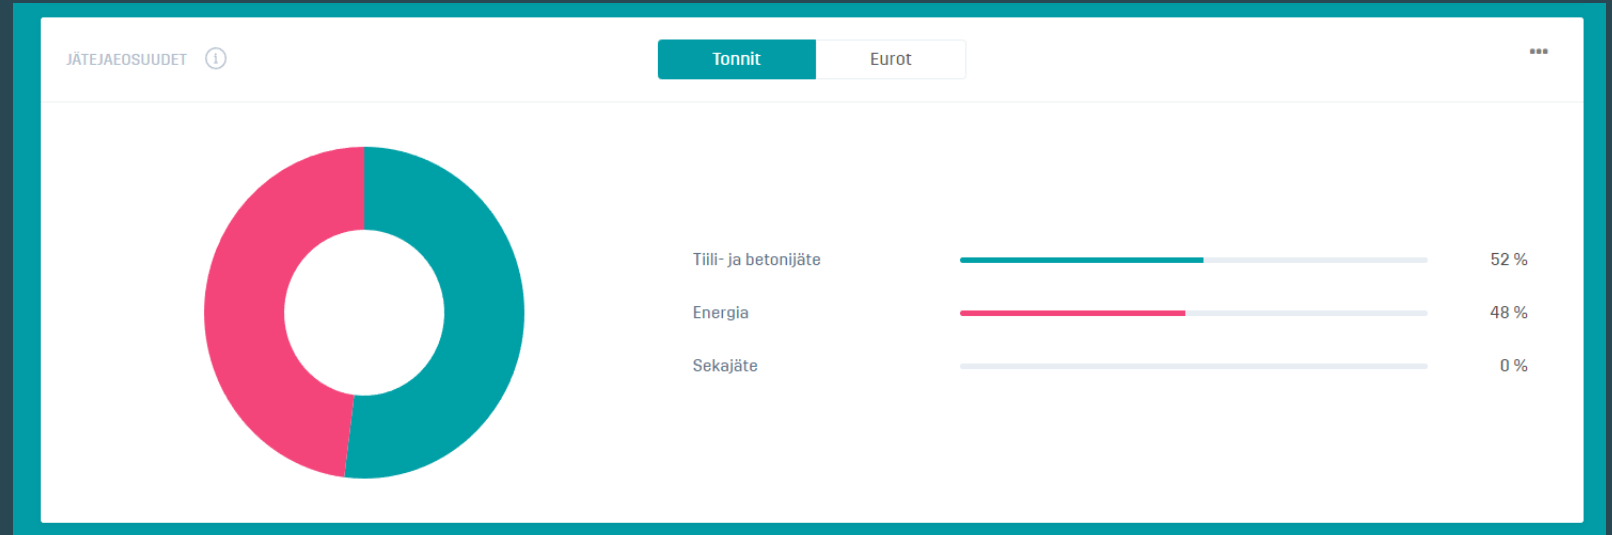 JÄTEJAEOSUUDET
Tonnit Eurot
Tiili- ja betonijäte 52 %
Energia 48 %
Sekajäte 0 %